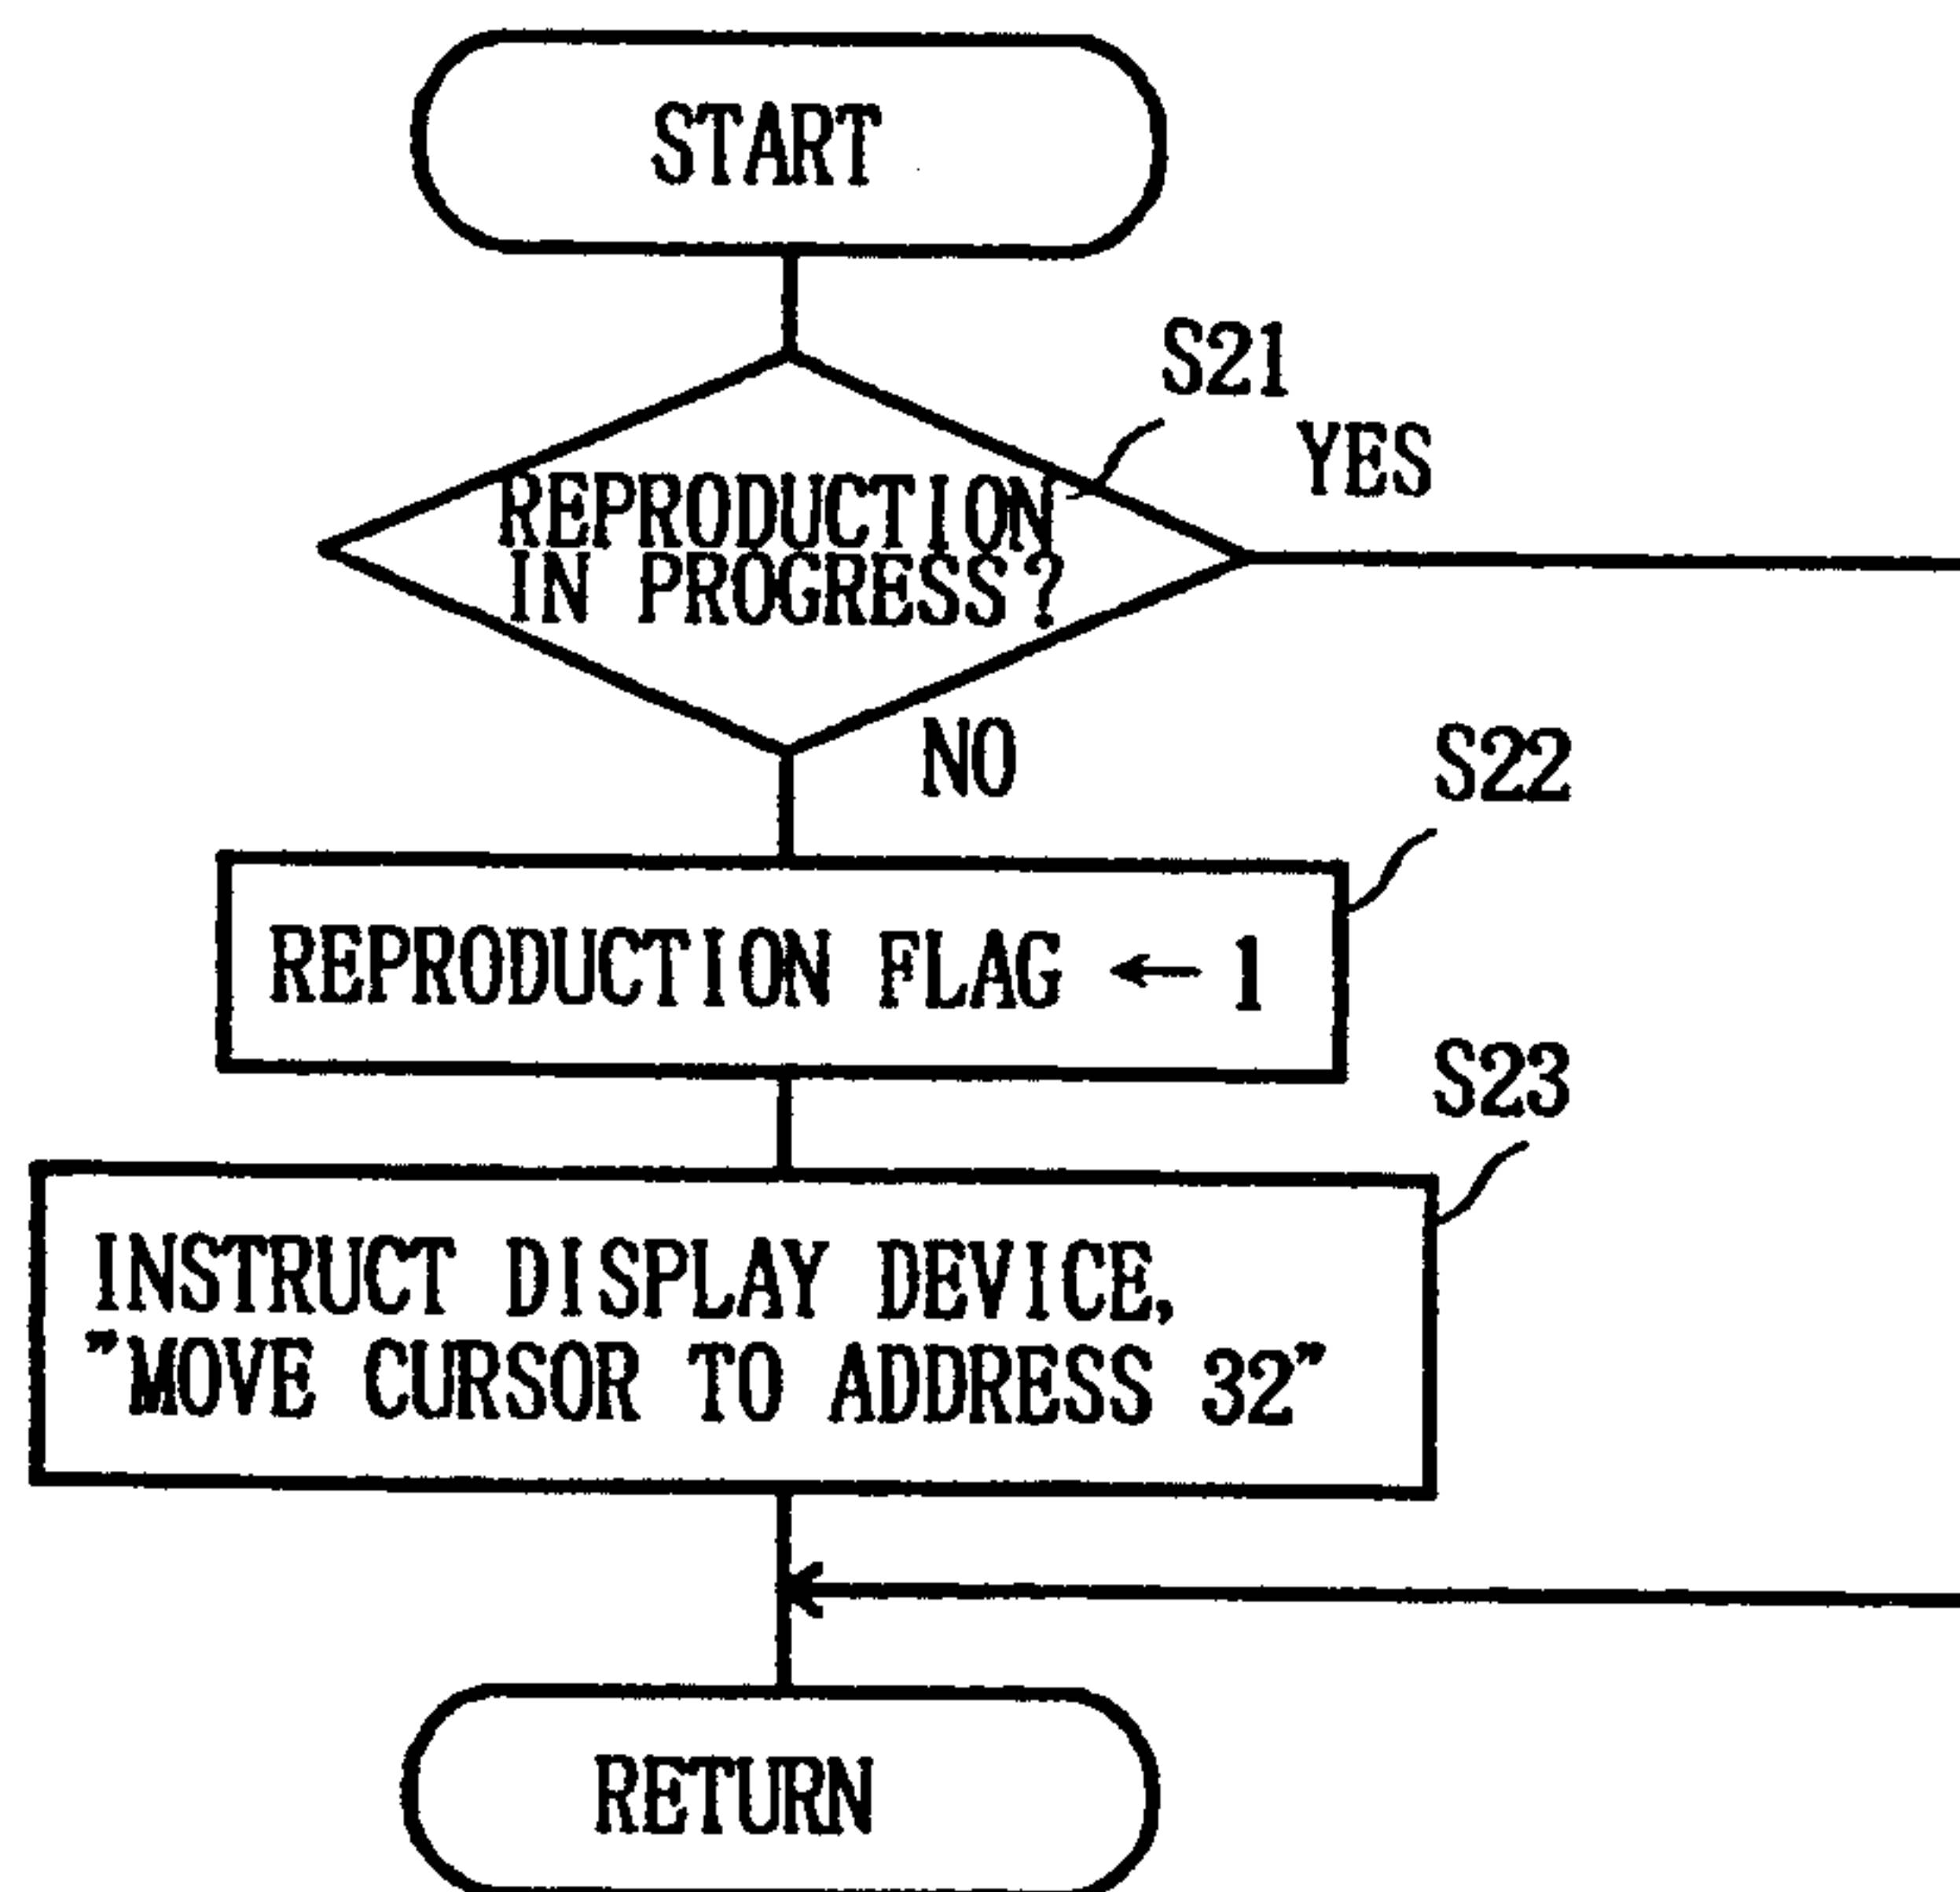 START
S21
YES
REPRODUCTION
IN PROGRESS?
NO
S22
REPRODUCTION FLAG ← 1
S23
INSTRUCT DISPLAY DEVICE,
"MOVE CURSOR TO ADDRESS 32"
RETURN